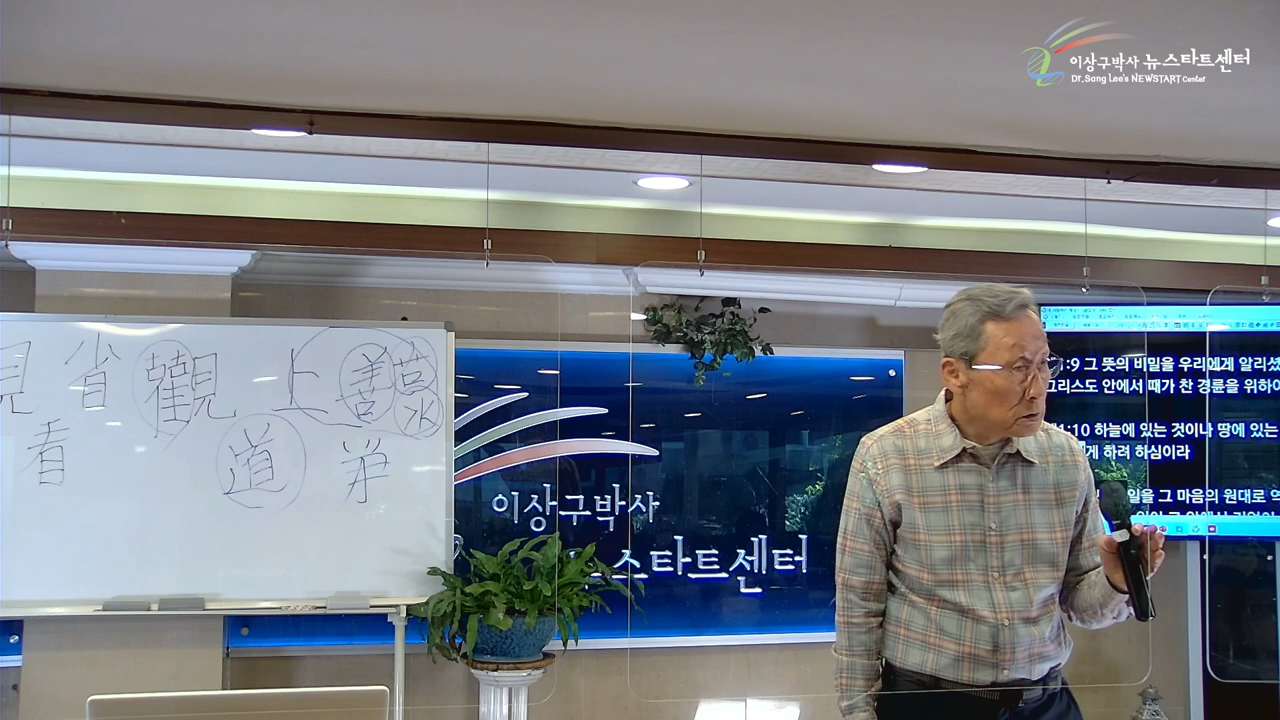 이상구박사 뉴스타트센터
Dr. Sang Lee's NEWSTART Center
見 省 觀 上 善 若水
看 道 爭
이상구박사
스타트센터
1:9 그 뜻의 비밀을 우리에게 알리셨
그리스도 안에서 때가 찬 경륜을 위하여
1:10 하늘에 있는 것이나 땅에 있는
게 하려 하심이라
일을 그 마음의 원대로 역